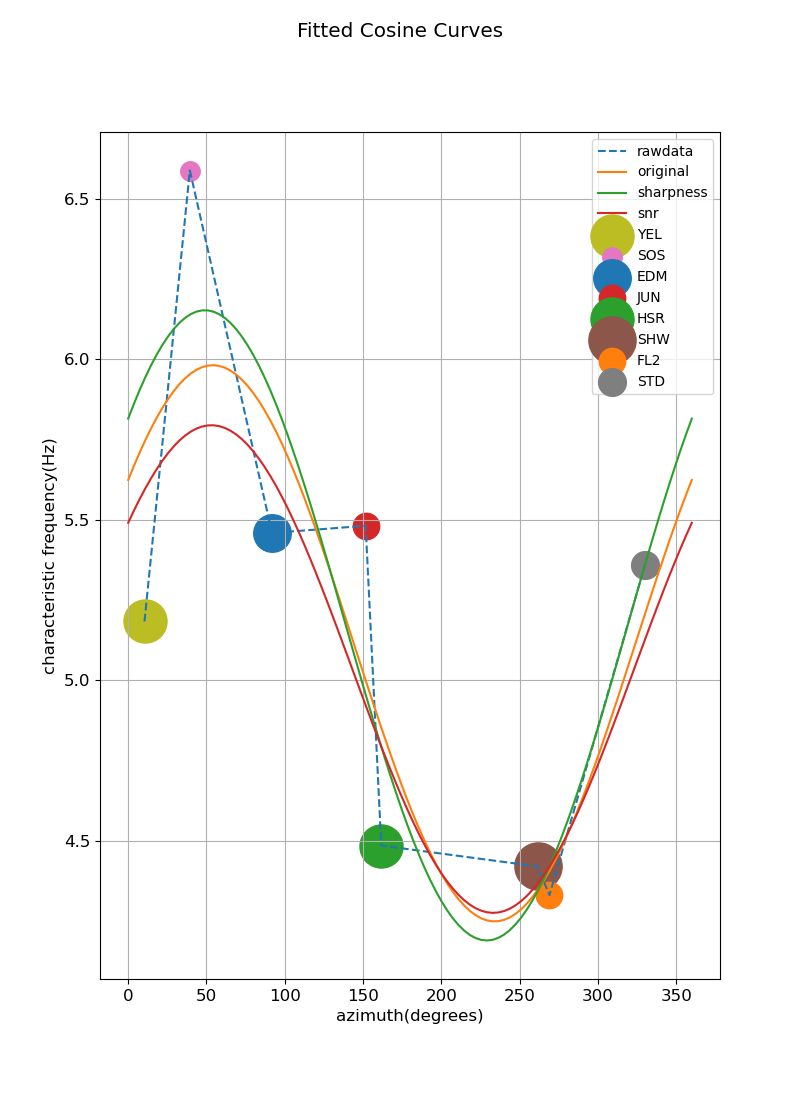 Fitted Cosine Curves
rawdata
original
sharpness
snr
YEL
SOS
EDM
JUN
HSR
SHW
FL2
STD
6.5
6.0
5.5
5.0
4.5
characteristic frequency(Hz)
0 50 100 150 200 250 300 350
azimuth(degrees)